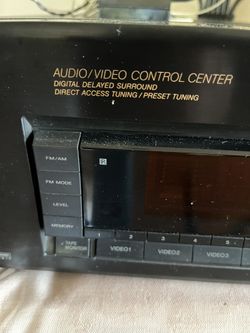 AUDIO/VIDEO CONTROL CENTER
DIGITAL DELAYED SURROUND
DIRECT ACCESS TUNING / PRESET TUNING
FM/AM
FM MODE
LEVEL
MEMORY
1 2 3 4 5
TAPE MONITOR
VIDEO1 VIDEO2 VIDEO3